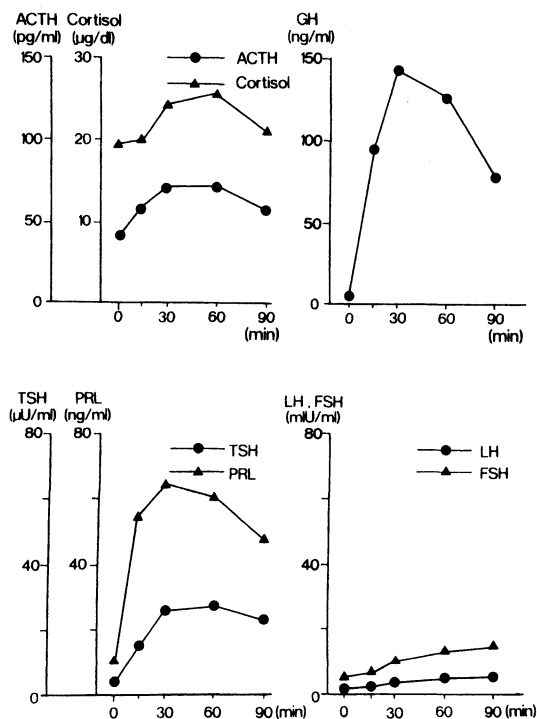 ACTH Cortisol
(pg/ml) (µg/dl)
150 30
100 20
50 10
0
ACTH
Cortisol
0 30 60 90
(min)
GH
(ng/ml)
150
100
50
0
0 30 60 90
(min)
TSH PRL
(µU/ml) (ng/ml)
80 80
40 40
0
TSH
PRL
0 30 60 90 (min)
LH . FSH
(mIU/ml)
80
40
0
LH
FSH
0 30 60 90 (min)